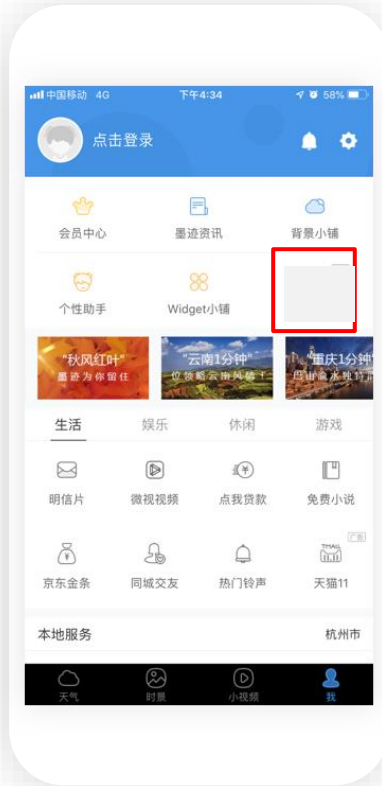 中国移动 4G 下午4:34 58%
点击登录
会员中心 墨迹资讯 背景小铺
个性助手 Widget小铺
"秋风红叶" "云南1分钟" "重庆1分钟"
墨迹为你留住
生活 娱乐 休闲 游戏
明信片 微视视频 点我贷款 免费小说
广告
TMALL
京东金条 同城交友 热门铃声 天猫11
本地服务 杭州市
天气 时景 小视频 我